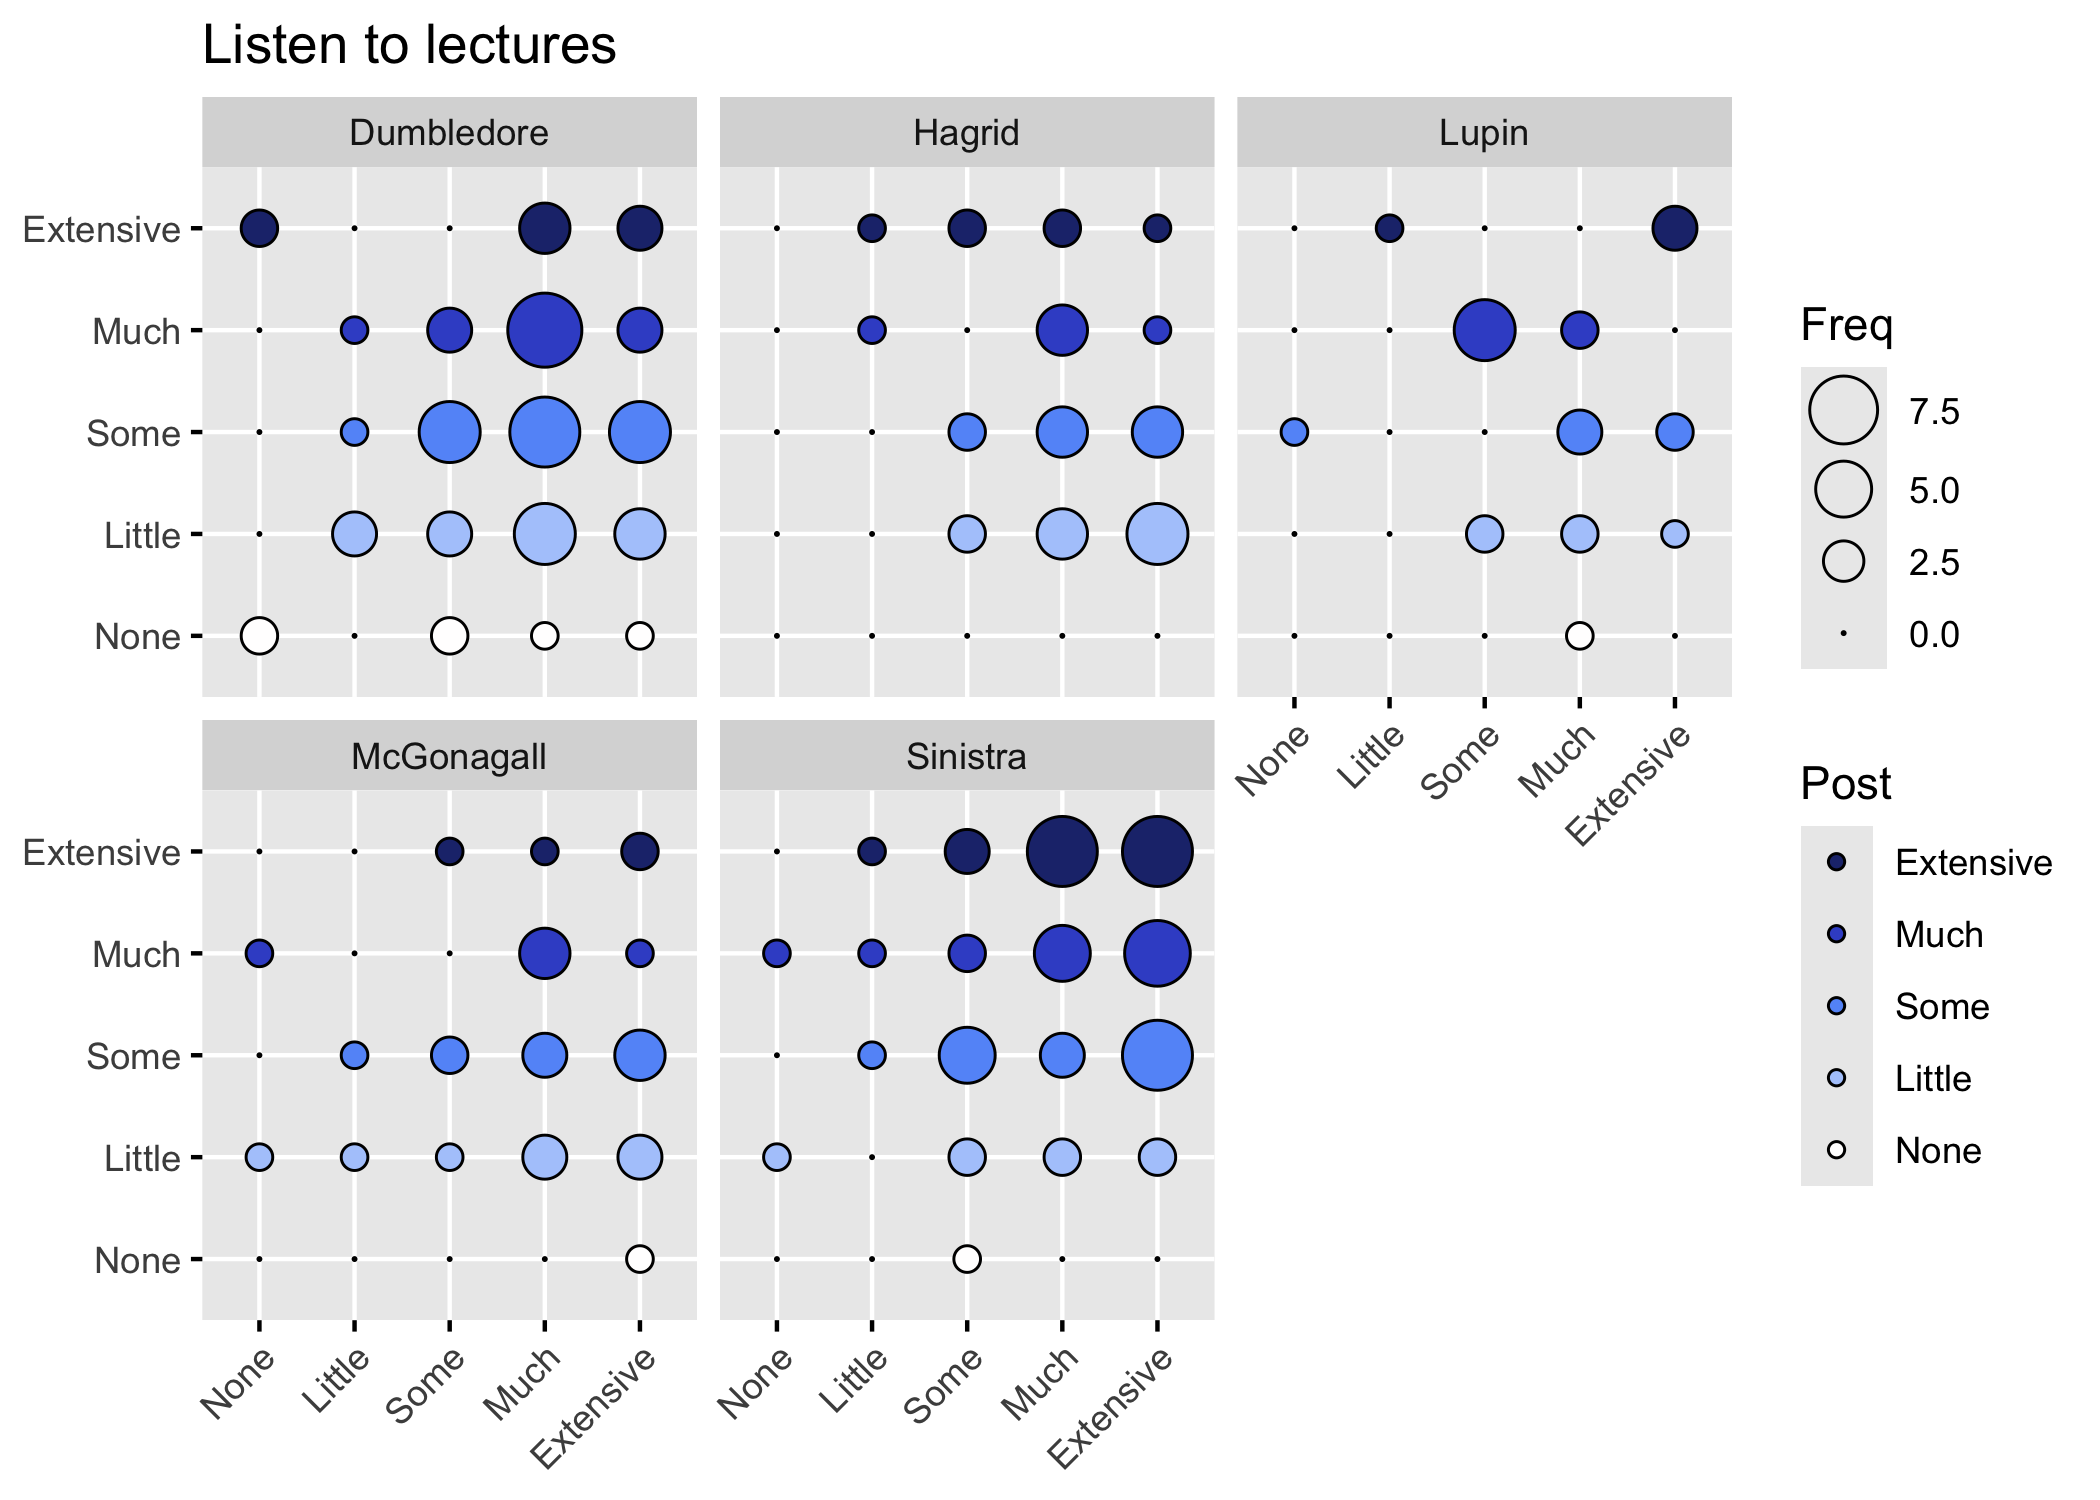 Listen to lectures
Dumbledore
Hagrid
Lupin
Extensive
Much
Some
Little
None
None
Little
Some
Much
Extensive
McGonagall
Sinistra
Extensive
Much
Some
Little
None
None
Little
Some
Much
Extensive
None
Little
Some
Much
Extensive
Freq
7.5
5.0
2.5
0.0
Post
Extensive
Much
Some
Little
None